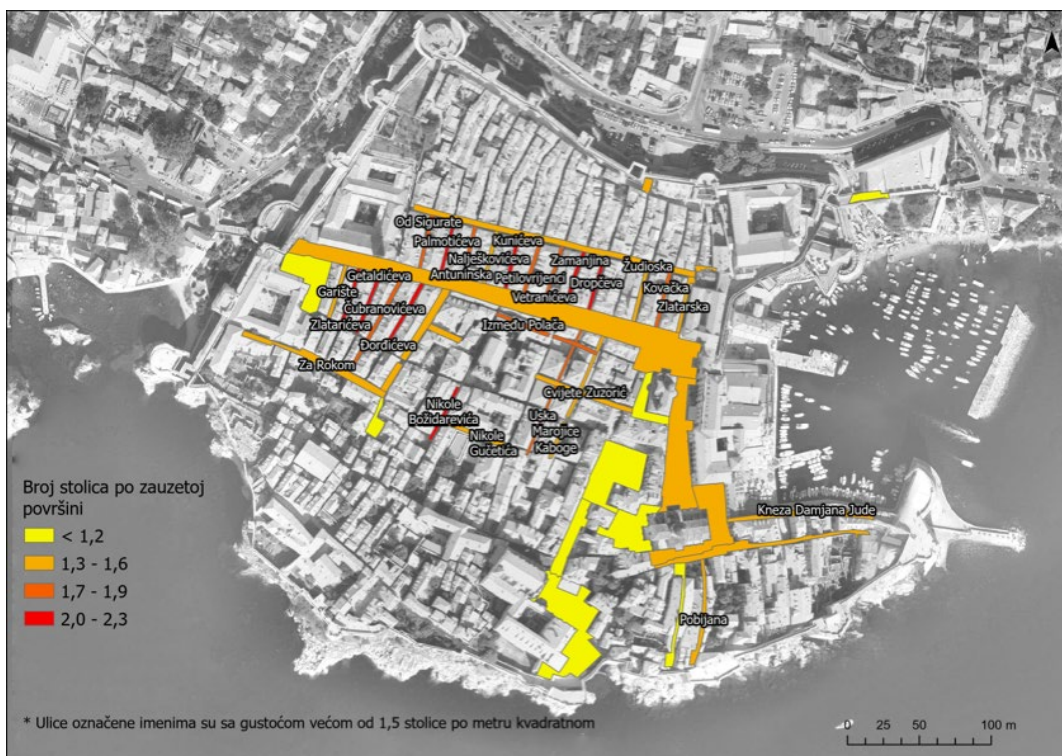 Od Sigurate
Palmotićeva
Kunićeva
Nalješkovićeva
Zamanjina
Žudioska
Getaldićeva
Antuninska
Petilovrijenci
Dropčeva
Kovačka
Garište
Vetranićeva
Zlatarska
Čubranovićeva
Zlatarićeva
Između Polača
Đorđićeva
Za Rokom
Cvijete Zuzorić
Nikole
Božidarevića
Uska
Marojice
Kaboge
Nikole
Gučetića
Kneza Damjana Jude
Pobijana
Broj stolica po zauzetoj
površini
< 1,2
1,3 - 1,6
1,7 - 1,9
2,0 - 2,3
* Ulice označene imenima su sa gustoćom većom od 1,5 stolice po metru kvadratnom
0 25 50 100 m